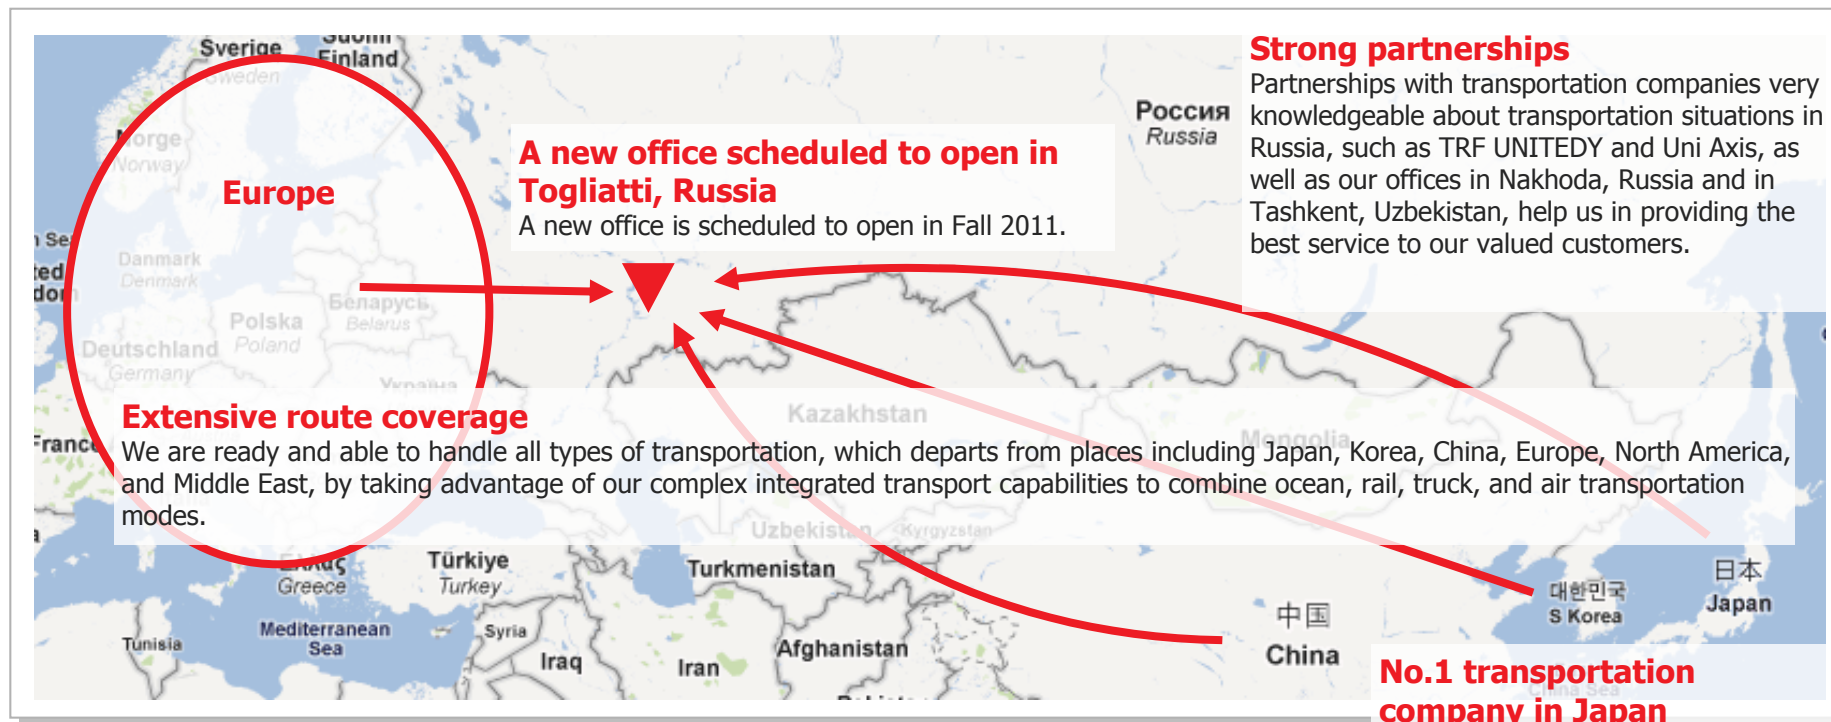 Sverige
Sweden
Suomi
Finland
Norge
Norway
Europe
Danmark
Denmark
Беларусь
Belarus
Polska
Poland
Deutschland
Germany
Україна
France
A new office scheduled to open in
Togliatti, Russia
A new office is scheduled to open in Fall 2011.
Россия
Russia
Strong partnerships
Partnerships with transportation companies very
knowledgeable about transportation situations in
Russia, such as TRF UNITEDY and Uni Axis, as
well as our offices in Nakhoda, Russia and in
Tashkent, Uzbekistan, help us in providing the
best service to our valued customers.
Kazakhstan
Mongolia
Extensive route coverage
We are ready and able to handle all types of transportation, which departs from places including Japan, Korea, China, Europe, North America,
and Middle East, by taking advantage of our complex integrated transport capabilities to combine ocean, rail, truck, and air transportation
modes.
Uzbekistan
Kyrgyzstan
Ελλάς
Greece
Türkiye
Turkey
Turkmenistan
Mediterranean
Sea
Tunisia
Syria
Iraq
Iran
Afghanistan
中国
China
대한민국
S Korea
日本
Japan
No.1 transportation
company in Japan
China Sea